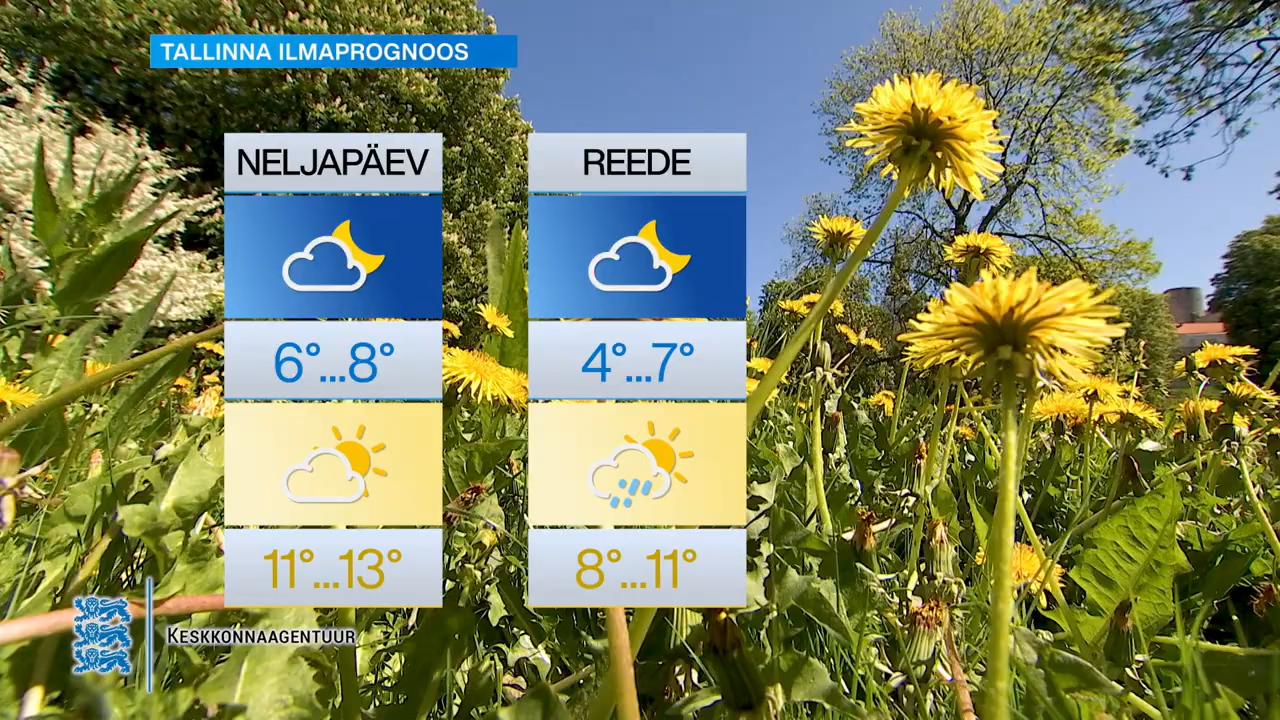 TALLINNA ILMAPROGNOOS
NELJAPÄEV
6°...8°
11°...13°
REEDE
4°...7°
8°...11°
KESKKONNAAGENTUUR